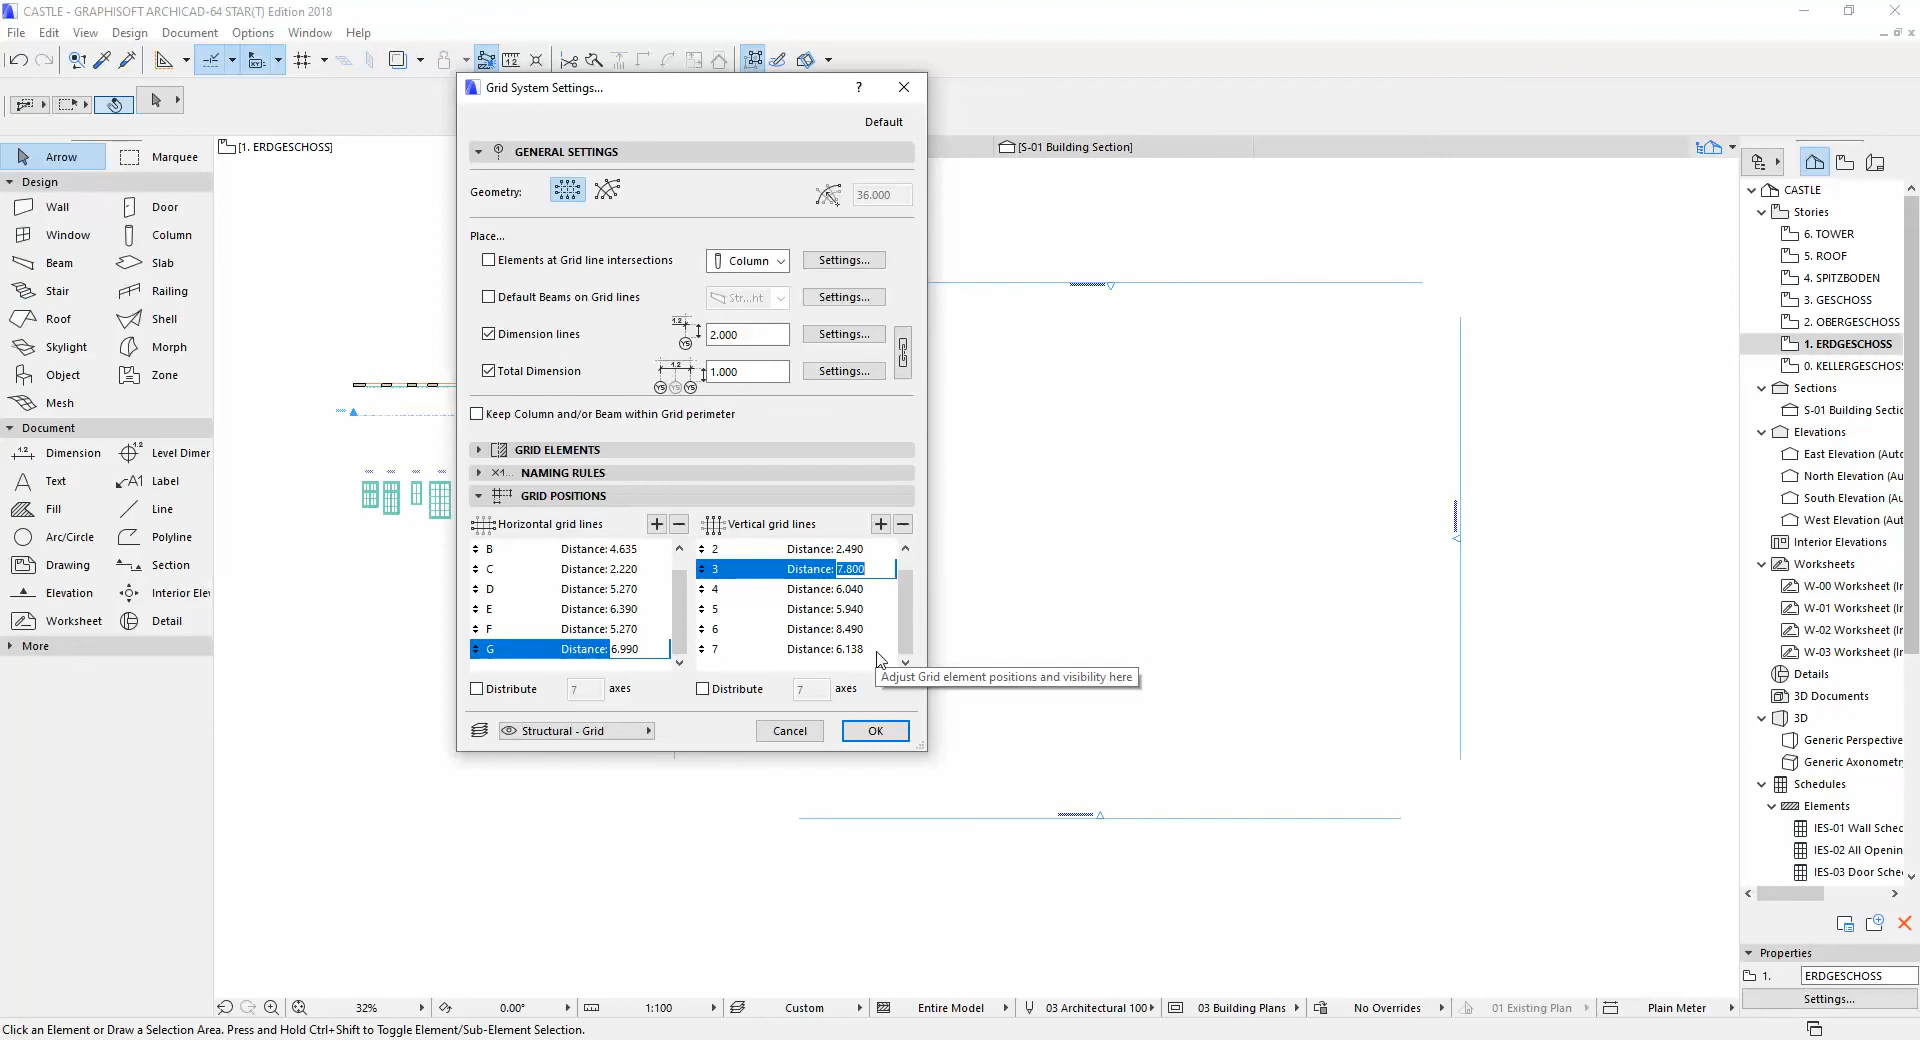 CASTLE - GRAPHISOFT ARCHICAD-64 STAR(T) Edition 2018
File Edit View Design Document Options Window Help
[1. ERDGESCHOSS]
[S-01 Building Section]
Arrow Marquee
Design
Wall Door
Window Column
Beam Slab
Stair Railing
Roof Shell
Skylight Morph
Object Zone
Mesh
Document
Dimension Level Dimer
Text Label
Fill Line
Arc/Circle Polyline
Drawing Section
Elevation Interior Ele
Worksheet Detail
More
Grid System Settings... ?
Default
GENERAL SETTINGS
Geometry: 36.000
Place...
Elements at Grid line intersections Column Settings...
Default Beams on Grid lines Str...ht Settings...
Dimension lines 2.000 Settings...
Total Dimension 1.000 Settings...
Keep Column and/or Beam within Grid perimeter
GRID ELEMENTS
NAMING RULES
GRID POSITIONS
Horizontal grid lines
B Distance: 4.635
C Distance: 2.220
D Distance: 5.270
E Distance: 6.390
F Distance: 5.270
G Distance: 6.990
Distribute 7 axes
Vertical grid lines
2 Distance: 2.490
3 Distance: 7.800
4 Distance: 6.040
5 Distance: 5.940
6 Distance: 8.490
7 Distance: 6.138
Distribute 7 axes
Adjust Grid element positions and visibility here
Structural - Grid Cancel OK
CASTLE
Stories
6. TOWER
5. ROOF
4. SPITZBODEN
3. GESCHOSS
2. OBERGESCHOSS
1. ERDGESCHOSS
0. KELLERGESCHOS
Sections
S-01 Building Sectio
Elevations
East Elevation (Auto
North Elevation (Au
South Elevation (Au
West Elevation (Aut
Interior Elevations
Worksheets
W-00 Worksheet (Ir
W-01 Worksheet (Ir
W-02 Worksheet (Ir
W-03 Worksheet (Ir
Details
3D Documents
3D
Generic Perspective
Generic Axonometr
Schedules
Elements
IES-01 Wall Sched
IES-02 All Openin
IES-03 Door Sche
Properties
1. ERDGESCHOSS
Settings...
32% 0.00° 1:100 Custom Entire Model 03 Architectural 100 03 Building Plans No Overrides 01 Existing Plan Plain Meter
Click an Element or Draw a Selection Area. Press and Hold Ctrl+Shift to Toggle Element/Sub-Element Selection.